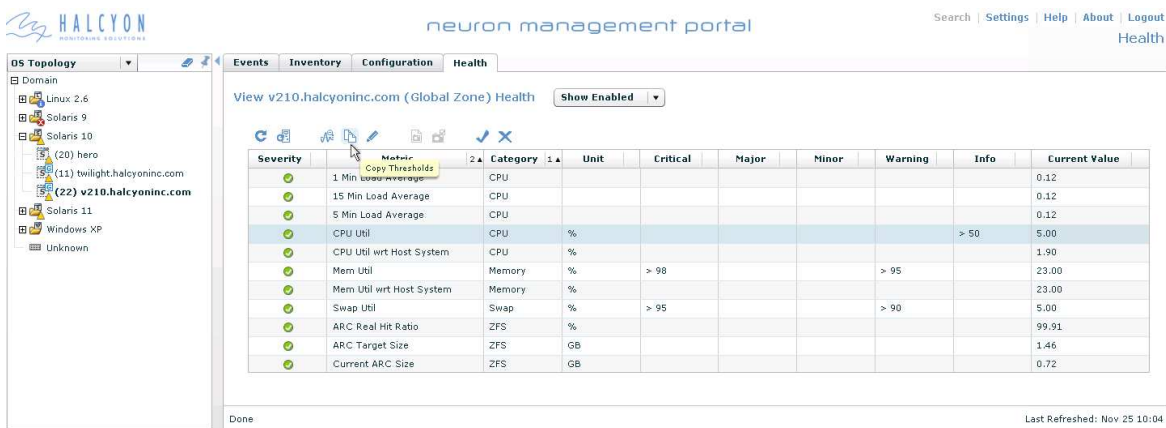 HALCYON
MONITORING SOLUTIONS
neuron management portal
Search | Settings | Help | About | Logout
Health
OS Topology
Events Inventory Configuration Health
Domain
Linux 2.6
Solaris 9
Solaris 10
(20) hero
(11) twilight.halcyoninc.com
(22) v210.halcyoninc.com
Solaris 11
Windows XP
Unknown
View v210.halcyoninc.com (Global Zone) Health Show Enabled
Copy Thresholds
Severity Metric 2 Category 1 Unit Critical Major Minor Warning Info Current Value
1 Min Load Average CPU 0.12
15 Min Load Average CPU 0.12
5 Min Load Average CPU 0.12
CPU Util CPU % > 50 5.00
CPU Util wrt Host System CPU % 1.90
Mem Util Memory % > 98 > 95 23.00
Mem Util wrt Host System Memory % 23.00
Swap Util Swap % > 95 > 90 5.00
ARC Real Hit Ratio ZFS % 99.91
ARC Target Size ZFS GB 1.46
Current ARC Size ZFS GB 0.72
Done
Last Refreshed: Nov 25 10:04